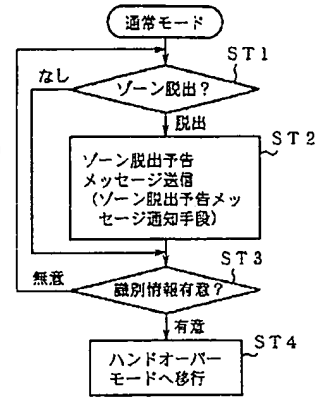 通常モード
ST1
なし
ゾーン脱出?
脱出
ST2
ゾーン脱出予告
メッセージ送信
(ゾーン脱出予告メッ
セージ通知手段)
ST3
無意
識別情報有意?
有意
ST4
ハンドオーバー
モードへ移行